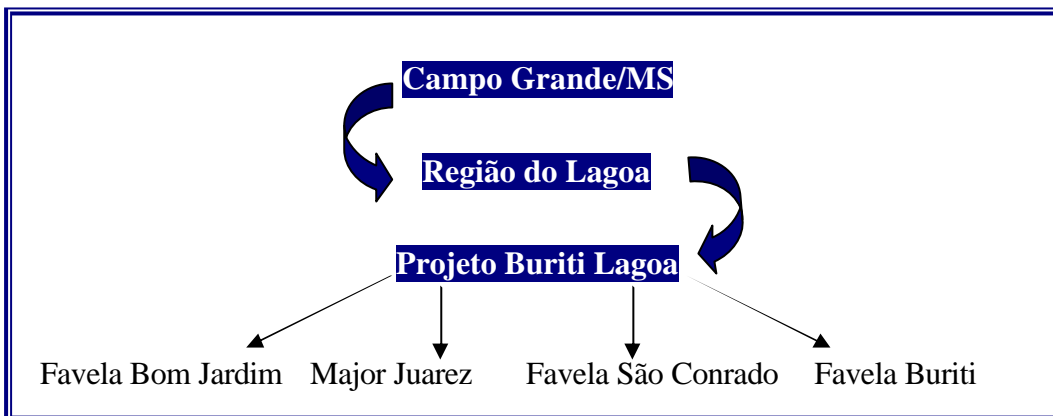 Campo Grande/MS
Região do Lagoa
Projeto Buriti Lagoa
Favela Bom Jardim Major Juarez Favela São Conrado Favela Buriti